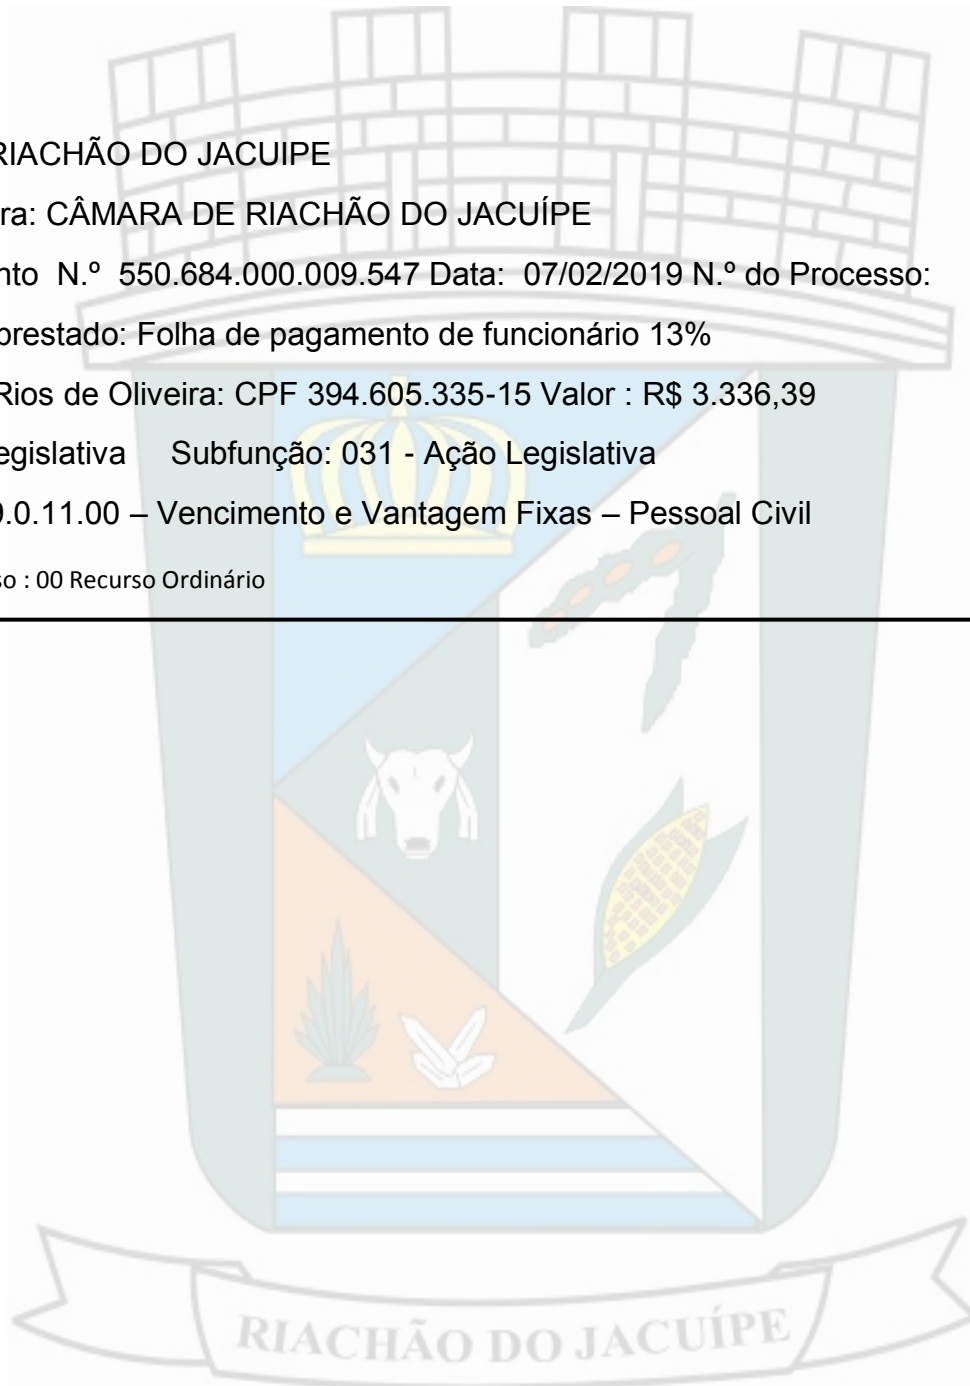 RIACHÃO DO JACUIPE
ra: CÂMARA DE RIACHÃO DO JACUÍPE
nto N.º 550.684.000.009.547 Data: 07/02/2019 N.º do Processo:
prestado: Folha de pagamento de funcionário 13%
Rios de Oliveira: CPF 394.605.335-15 Valor : R$ 3.336,39
egislativa Subfunção: 031 - Ação Legislativa
9.0.11.00 – Vencimento e Vantagem Fixas – Pessoal Civil
so : 00 Recurso Ordinário
RIACHÃO DO JACUÍPE